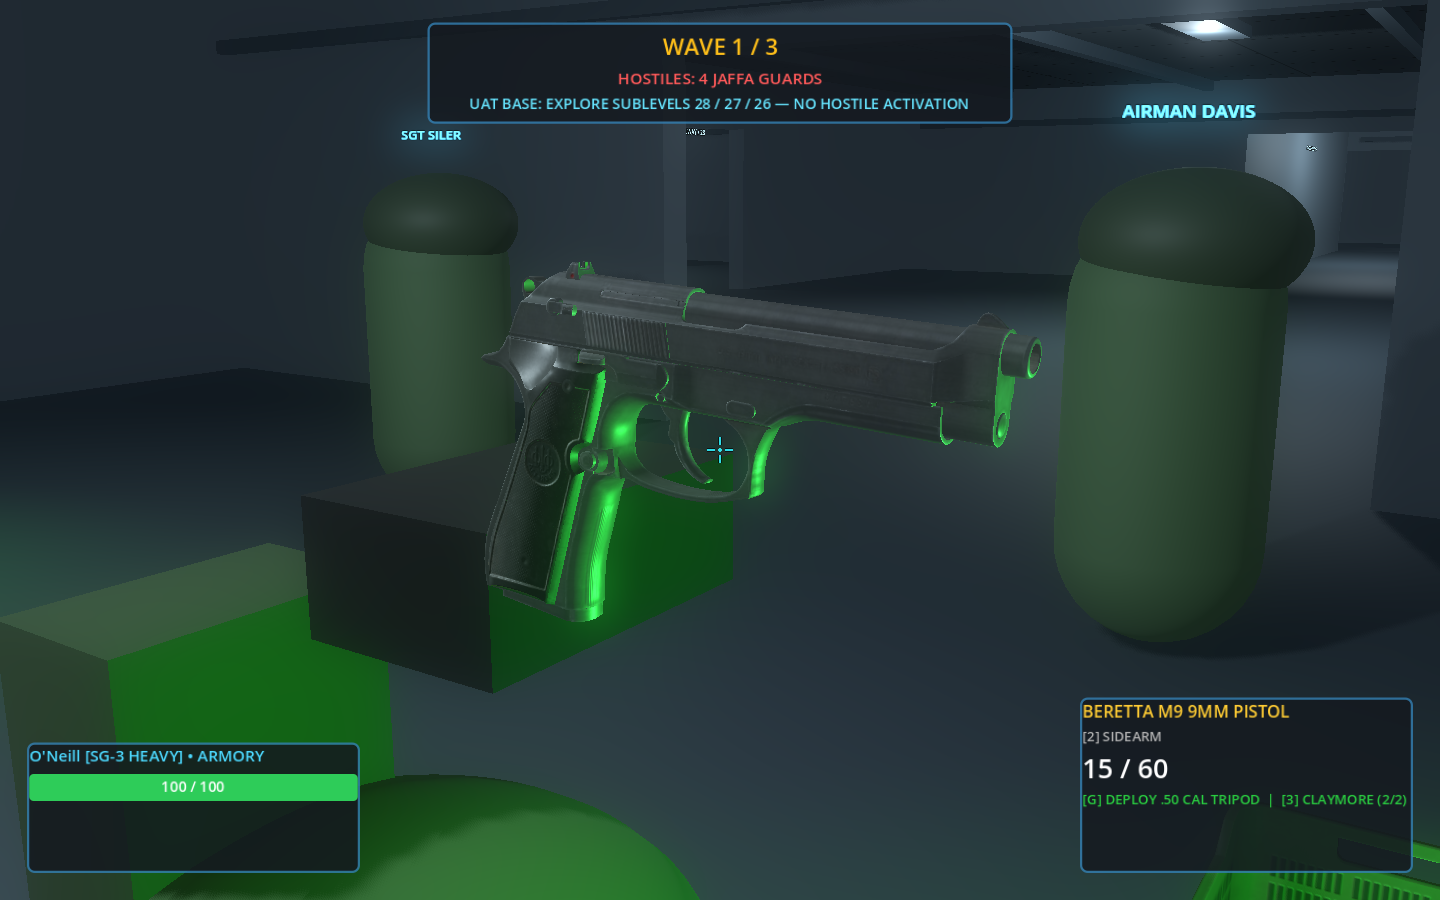 WAVE 1 / 3
HOSTILES: 4 JAFFA GUARDS
UAT BASE: EXPLORE SUBLEVELS 28 / 27 / 26 — NO HOSTILE ACTIVATION
AIRMAN DAVIS
SGT SILER
O'Neill [SG-3 HEAVY] • ARMORY
100 / 100
BERETTA M9 9MM PISTOL
[2] SIDEARM
15 / 60
[G] DEPLOY .50 CAL TRIPOD | [3] CLAYMORE (2/2)